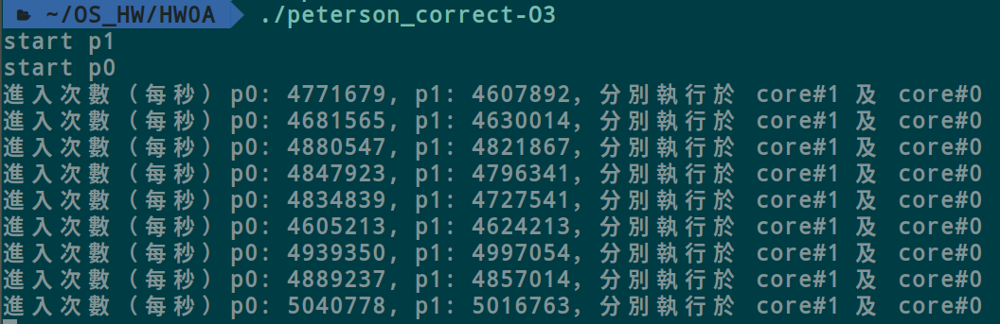 ~/OS_HW/HW0A ./peterson_correct-O3
start p1
start p0
進入次數（每秒）p0: 4771679, p1: 4607892, 分別執行於 core#1 及 core#0
進入次數（每秒）p0: 4681565, p1: 4630014, 分別執行於 core#1 及 core#0
進入次數（每秒）p0: 4880547, p1: 4821867, 分別執行於 core#1 及 core#0
進入次數（每秒）p0: 4847923, p1: 4796341, 分別執行於 core#1 及 core#0
進入次數（每秒）p0: 4834839, p1: 4727541, 分別執行於 core#1 及 core#0
進入次數（每秒）p0: 4605213, p1: 4624213, 分別執行於 core#1 及 core#0
進入次數（每秒）p0: 4939350, p1: 4997054, 分別執行於 core#1 及 core#0
進入次數（每秒）p0: 4889237, p1: 4857014, 分別執行於 core#1 及 core#0
進入次數（每秒）p0: 5040778, p1: 5016763, 分別執行於 core#1 及 core#0